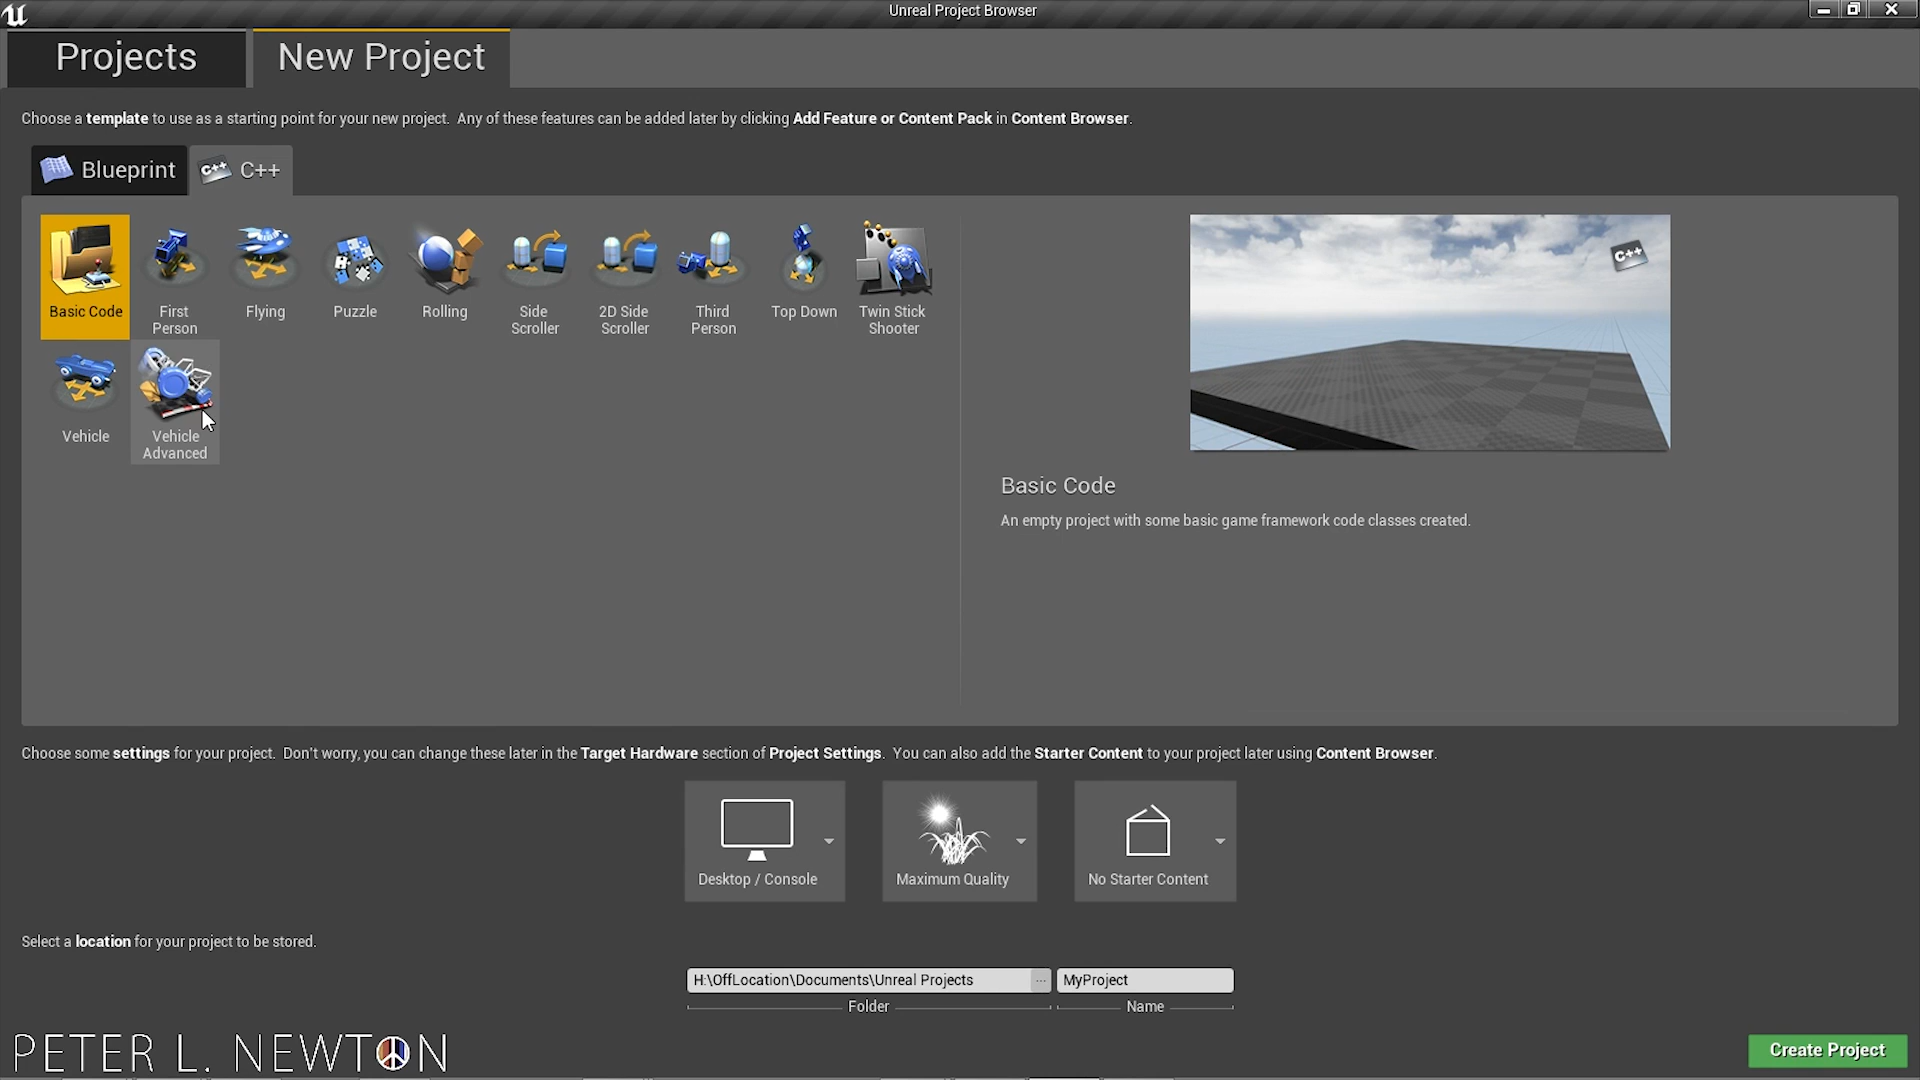 Unreal Project Browser
Projects
New Project
Choose a template to use as a starting point for your new project. Any of these features can be added later by clicking Add Feature or Content Pack in Content Browser.
Blueprint
C++
C++
Basic Code
First
Person
Flying
Puzzle
Rolling
Side
Scroller
2D Side
Scroller
Third
Person
Top Down
Twin Stick
Shooter
Vehicle
Vehicle
Advanced
C++
Basic Code
An empty project with some basic game framework code classes created.
Choose some settings for your project. Don't worry, you can change these later in the Target Hardware section of Project Settings. You can also add the Starter Content to your project later using Content Browser.
Desktop / Console
Maximum Quality
No Starter Content
Select a location for your project to be stored.
H:\OffLocation\Documents\Unreal Projects
...
MyProject
Folder
Name
PETER L. NEWTON
Create Project